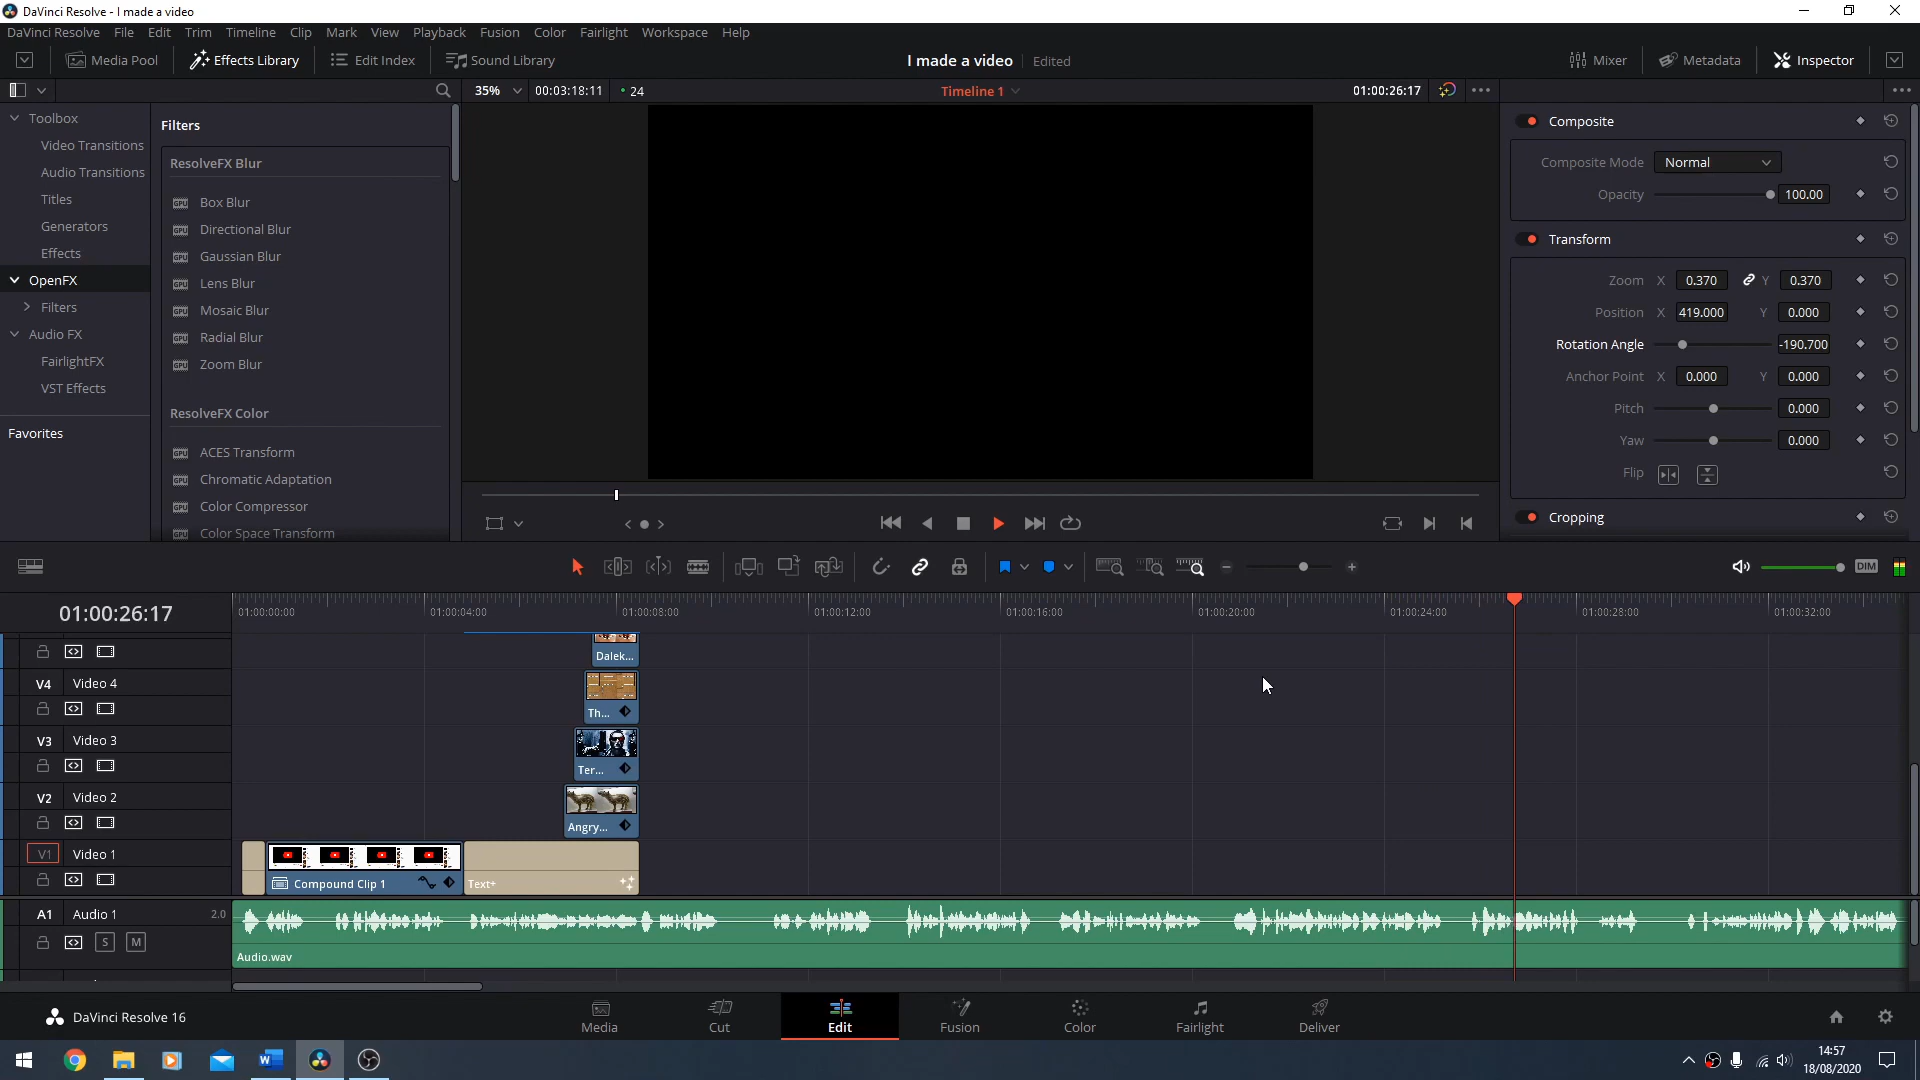 DaVinci Resolve - I made a video
DaVinci Resolve File Edit Trim Timeline Clip Mark View Playback Fusion Color Fairlight Workspace Help
Media Pool Effects Library Edit Index Sound Library I made a video Edited Mixer Metadata Inspector
35% 00:03:18:11 24 Timeline 1 01:00:26:17
Toolbox
Video Transitions
Audio Transitions
Titles
Generators
Effects
OpenFX
Filters
Audio FX
FairlightFX
VST Effects
Favorites
Filters
ResolveFX Blur
Box Blur
Directional Blur
Gaussian Blur
Lens Blur
Mosaic Blur
Radial Blur
Zoom Blur
ResolveFX Color
ACES Transform
Chromatic Adaptation
Color Compressor
Color Space Transform
Composite
Composite Mode Normal
Opacity 100.00
Transform
Zoom X 0.370 Y 0.370
Position X 419.000 Y 0.000
Rotation Angle -190.700
Anchor Point X 0.000 Y 0.000
Pitch 0.000
Yaw 0.000
Flip
Cropping
DIM
01:00:26:17
01:00:00:00 01:00:04:00 01:00:08:00 01:00:12:00 01:00:16:00 01:00:20:00 01:00:24:00 01:00:28:00 01:00:32:00
Dalek...
V4 Video 4
Th...
V3 Video 3
Ter...
V2 Video 2
Angry...
V1 Video 1
Compound Clip 1 Text+
A1 Audio 1 2.0
S M
Audio.wav
DaVinci Resolve 16
Media Cut Edit Fusion Color Fairlight Deliver
14:57
18/08/2020